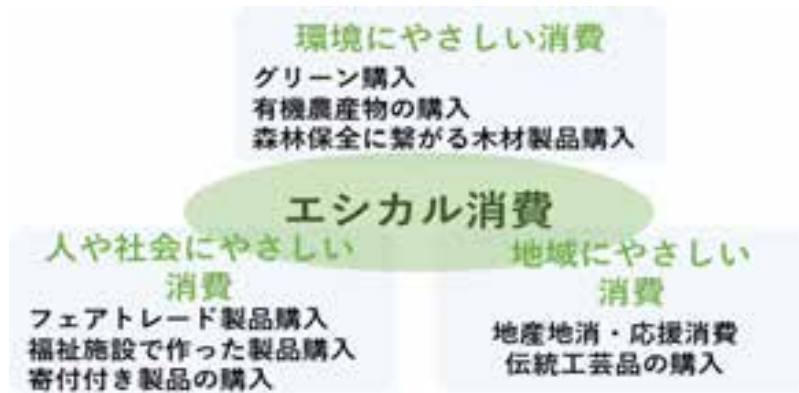 環境にやさしい消費
グリーン購入
有機農産物の購入
森林保全に繋がる木材製品購入
エシカル消費
人や社会にやさしい
消費
フェアトレード製品購入
福祉施設で作った製品購入
寄付付き製品の購入
地域にやさしい
消費
地産地消・応援消費
伝統工芸品の購入